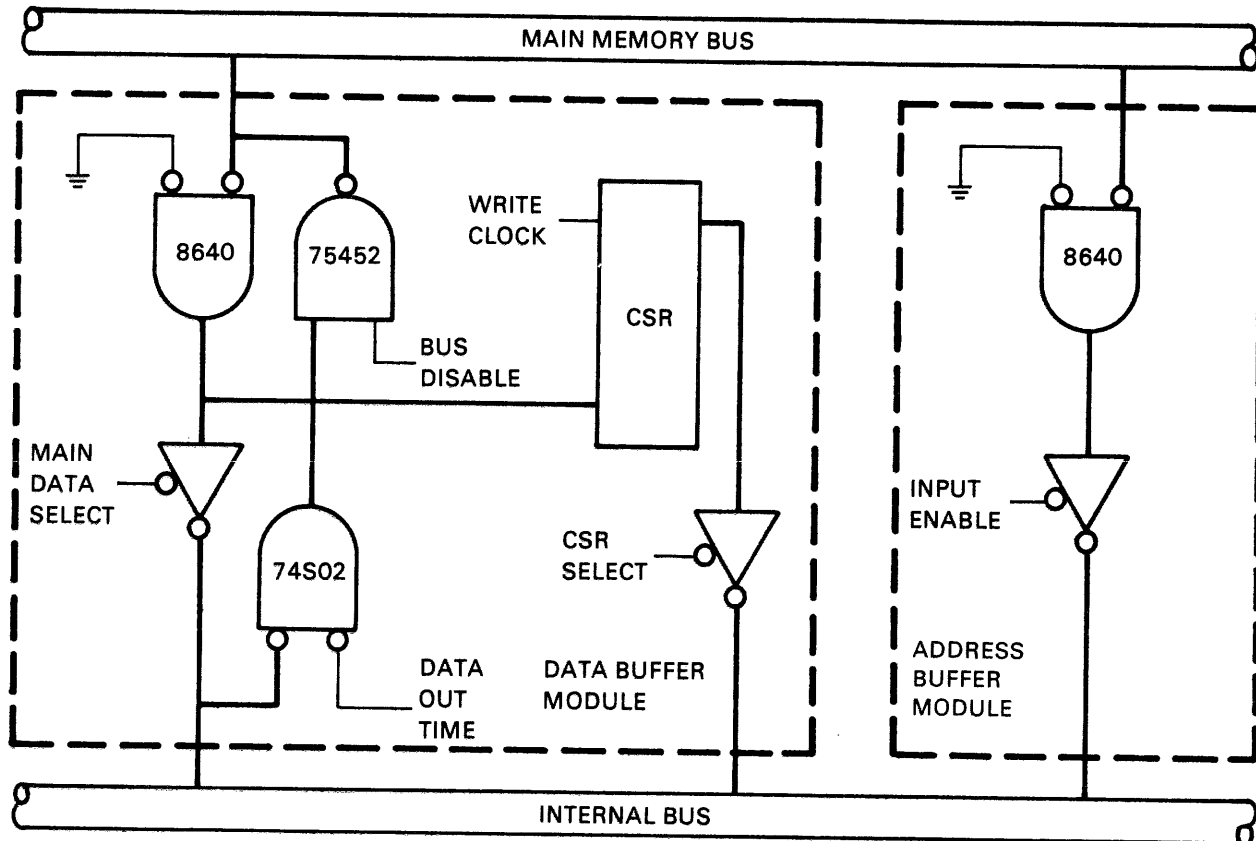 MAIN MEMORY BUS
8640
75452
WRITE
CLOCK
CSR
BUS
DISABLE
MAIN
DATA
SELECT
74S02
DATA
OUT
TIME
CSR
SELECT
DATA BUFFER
MODULE
8640
INPUT
ENABLE
ADDRESS
BUFFER
MODULE
INTERNAL BUS